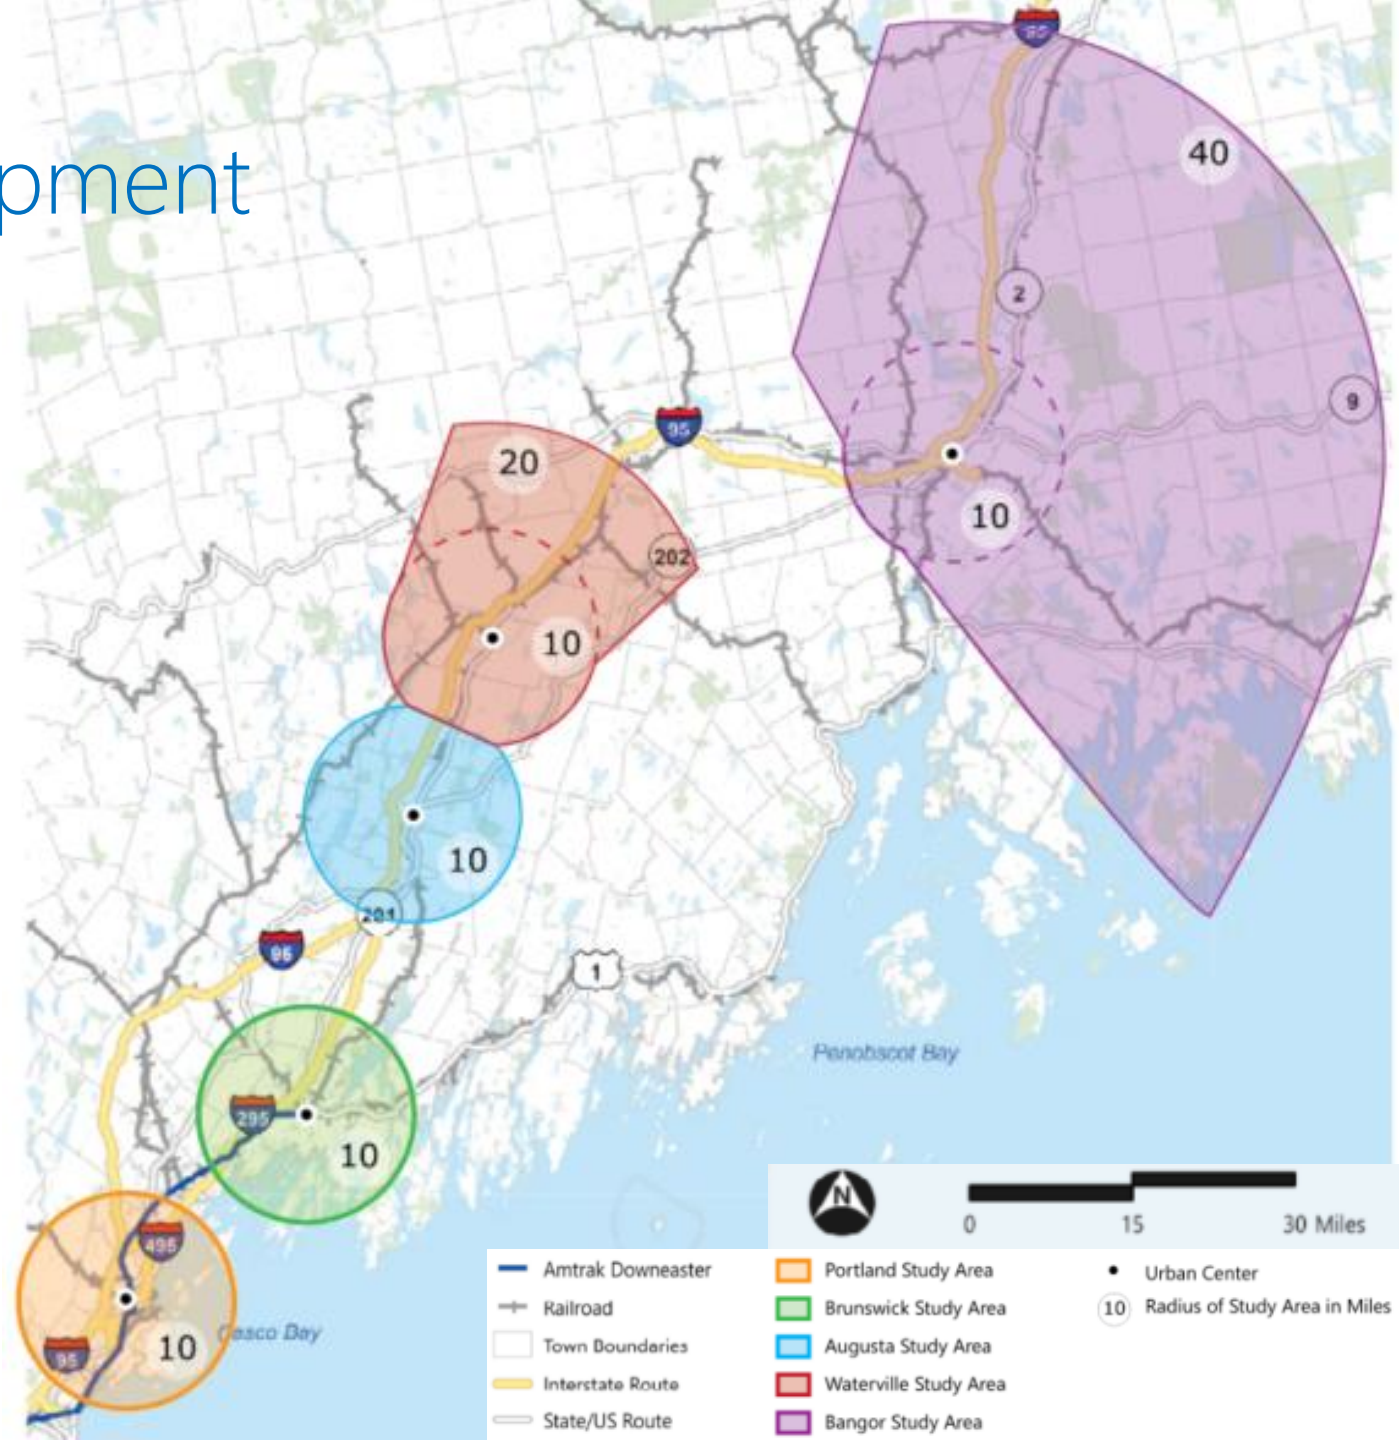 pment
95
40
2
9
95
20
10
202
10
10
201
95
1
Penobscot Bay
295
10
495
10
Casco Bay
95
N
0 15 30 Miles
Amtrak Downeaster
Railroad
Town Boundaries
Interstate Route
State/US Route
Portland Study Area
Brunswick Study Area
Augusta Study Area
Waterville Study Area
Bangor Study Area
Urban Center
10 Radius of Study Area in Miles